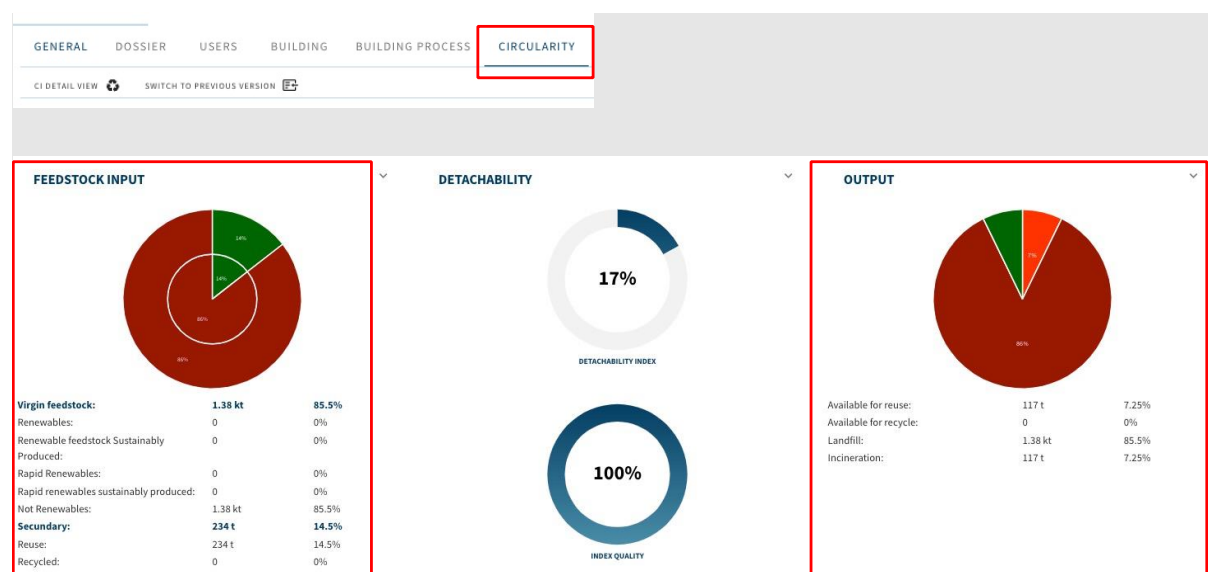 GENERAL DOSSIER USERS BUILDING BUILDING PROCESS CIRCULARITY
CI DETAIL VIEW SWITCH TO PREVIOUS VERSION
FEEDSTOCK INPUT
14%
14%
86%
86%
Virgin feedstock: 1.38 kt 85.5%
Renewables: 0 0%
Renewable feedstock Sustainably 0 0%
Produced:
Rapid Renewables: 0 0%
Rapid renewables sustainably produced: 0 0%
Not Renewables: 1.38 kt 85.5%
Secundary: 234 t 14.5%
Reuse: 234 t 14.5%
Recycled: 0 0%
DETACHABILITY
17%
DETACHABILITY INDEX
100%
INDEX QUALITY
OUTPUT
7%
86%
Available for reuse: 117 t 7.25%
Available for recycle: 0 0%
Landfill: 1.38 kt 85.5%
Incineration: 117 t 7.25%